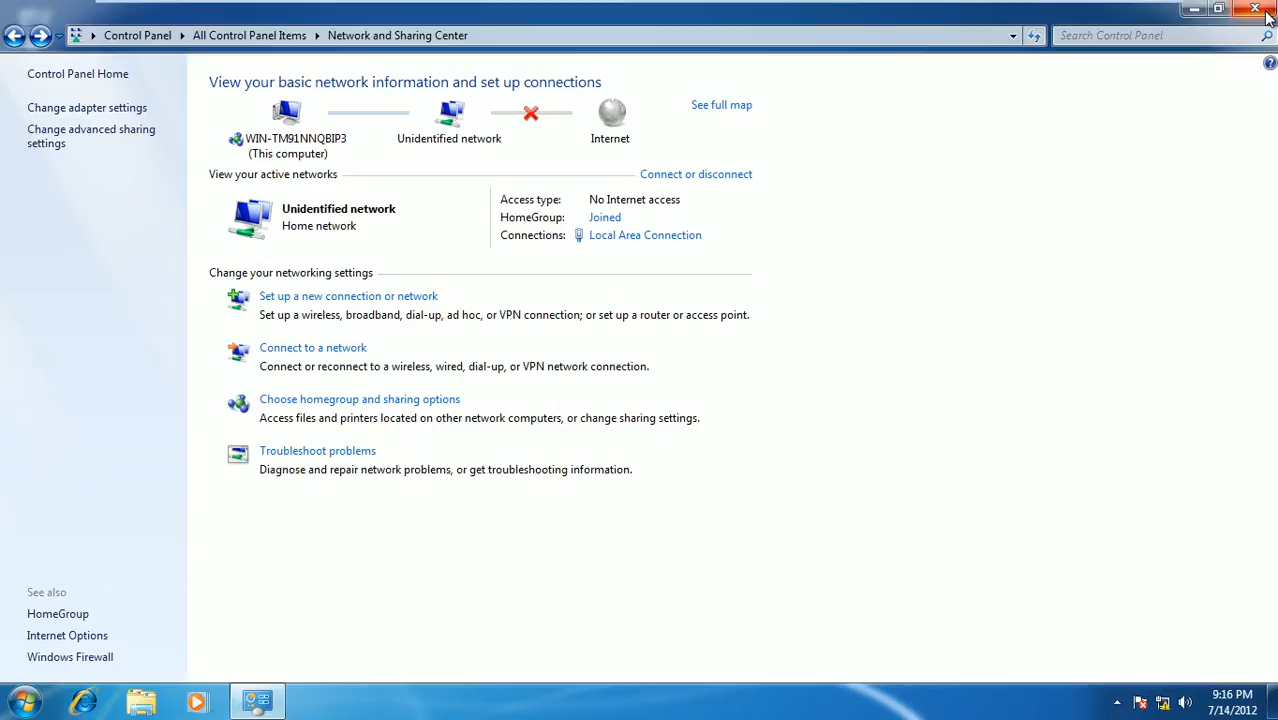 Control Panel
All Control Panel Items
Network and Sharing Center
Search Control Panel
Control Panel Home
Change adapter settings
Change advanced sharing
settings
See also
HomeGroup
Internet Options
Windows Firewall
View your basic network information and set up connections
See full map
WIN-TM91NNQBIP3
(This computer)
Unidentified network
Internet
View your active networks
Connect or disconnect
Unidentified network
Home network
Access type: No Internet access
HomeGroup: Joined
Connections: Local Area Connection
Change your networking settings
Set up a new connection or network
Set up a wireless, broadband, dial-up, ad hoc, or VPN connection; or set up a router or access point.
Connect to a network
Connect or reconnect to a wireless, wired, dial-up, or VPN network connection.
Choose homegroup and sharing options
Access files and printers located on other network computers, or change sharing settings.
Troubleshoot problems
Diagnose and repair network problems, or get troubleshooting information.
9:16 PM
7/14/2012